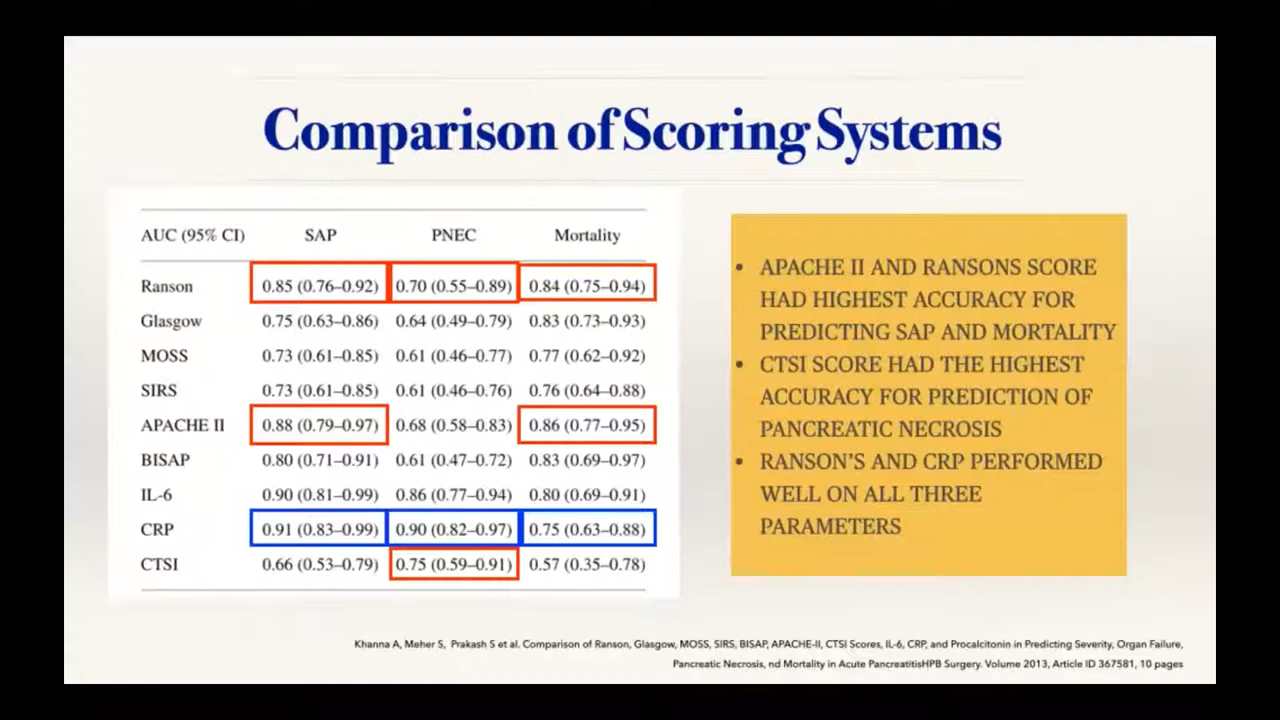 Comparison of Scoring Systems
AUC (95% CI) SAP PNEC Mortality
Ranson 0.85 (0.76–0.92) 0.70 (0.55–0.89) 0.84 (0.75–0.94)
Glasgow 0.75 (0.63–0.86) 0.64 (0.49–0.79) 0.83 (0.73–0.93)
MOSS 0.73 (0.61–0.85) 0.61 (0.46–0.77) 0.77 (0.62–0.92)
SIRS 0.73 (0.61–0.85) 0.61 (0.46–0.76) 0.76 (0.64–0.88)
APACHE II 0.88 (0.79–0.97) 0.68 (0.58–0.83) 0.86 (0.77–0.95)
BISAP 0.80 (0.71–0.91) 0.61 (0.47–0.72) 0.83 (0.69–0.97)
IL-6 0.90 (0.81–0.99) 0.86 (0.77–0.94) 0.80 (0.69–0.91)
CRP 0.91 (0.83–0.99) 0.90 (0.82–0.97) 0.75 (0.63–0.88)
CTSI 0.66 (0.53–0.79) 0.75 (0.59–0.91) 0.57 (0.35–0.78)
• APACHE II AND RANSONS SCORE
HAD HIGHEST ACCURACY FOR
PREDICTING SAP AND MORTALITY
• CTSI SCORE HAD THE HIGHEST
ACCURACY FOR PREDICTION OF
PANCREATIC NECROSIS
• RANSON'S AND CRP PERFORMED
WELL ON ALL THREE
PARAMETERS
Khanna A, Meher S, Prakash S et al. Comparison of Ranson, Glasgow, MOSS, SIRS, BISAP, APACHE-II, CTSI Scores, IL-6, CRP, and Procalcitonin in Predicting Severity, Organ Failure,
Pancreatic Necrosis, nd Mortality in Acute PancreatitisHPB Surgery. Volume 2013, Article ID 367581, 10 pages